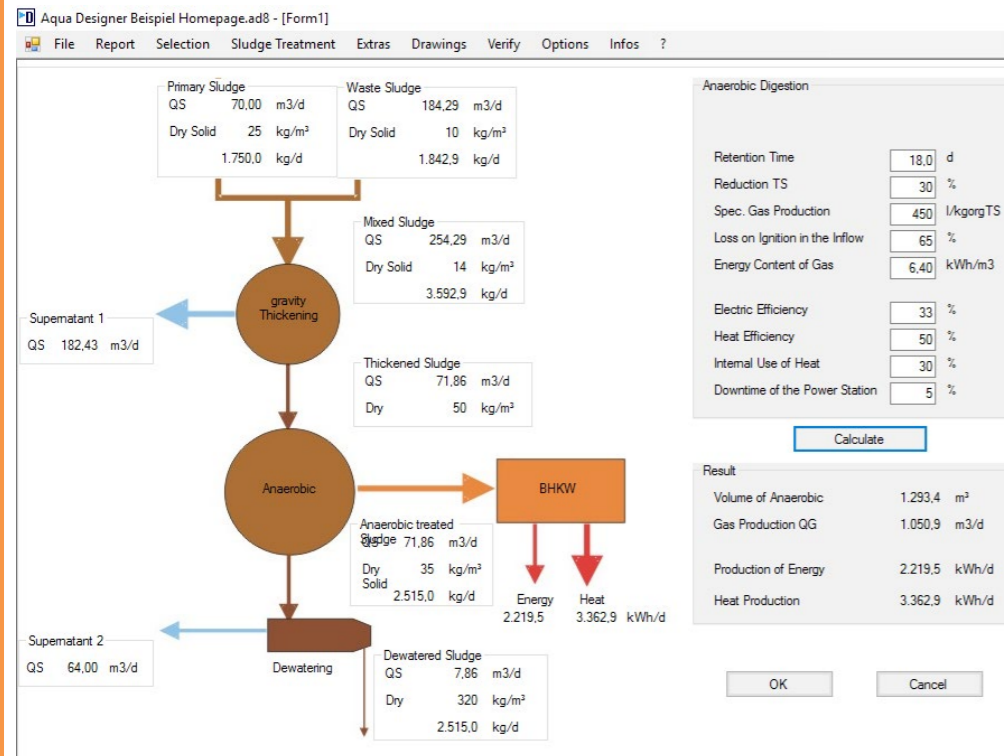 Aqua Designer Beispiel Homepage.ad8 - [Form1]
File Report Selection Sludge Treatment Extras Drawings Verify Options Infos ?
Primary Sludge
QS 70,00 m3/d
Dry Solid 25 kg/m³
1.750,0 kg/d
Waste Sludge
QS 184,29 m3/d
Dry Solid 10 kg/m³
1.842,9 kg/d
Mixed Sludge
QS 254,29 m3/d
Dry Solid 14 kg/m³
3.592,9 kg/d
gravity
Thickening
Supernatant 1
QS 182,43 m3/d
Thickened Sludge
QS 71,86 m3/d
Dry 50 kg/m³
Anaerobic
BHKW
Anaerobic treated
Sludge
QS 71,86 m3/d
Dry 35 kg/m³
Solid
2.515,0 kg/d
Energy Heat
2.219,5 3.362,9 kWh/d
Supernatant 2
QS 64,00 m3/d
Dewatering
Dewatered Sludge
QS 7,86 m3/d
Dry 320 kg/m³
2.515,0 kg/d
Anaerobic Digestion
Retention Time 18,0 d
Reduction TS 30 %
Spec. Gas Production 450 l/kgorgTS
Loss on Ignition in the Inflow 65 %
Energy Content of Gas 6,40 kWh/m3
Electric Efficiency 33 %
Heat Efficiency 50 %
Internal Use of Heat 30 %
Downtime of the Power Station 5 %
Calculate
Result
Volume of Anaerobic 1.293,4 m³
Gas Production QG 1.050,9 m3/d
Production of Energy 2.219,5 kWh/d
Heat Production 3.362,9 kWh/d
OK Cancel